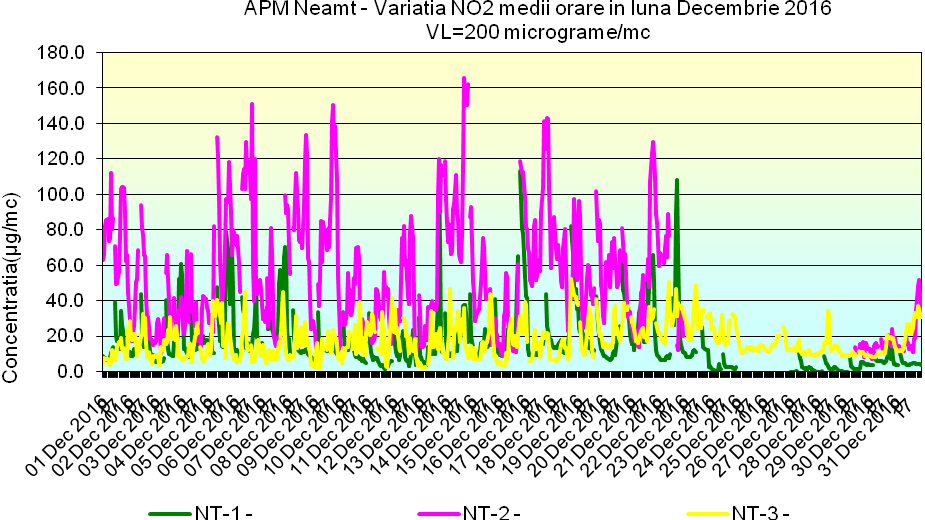 APM Neamt - Variatia NO2 medii orare in luna Decembrie 2016
VL=200 micrograme/mc
Concentratia(µg/mc)
180.0
160.0
140.0
120.0
100.0
80.0
60.0
40.0
20.0
0.0
01 Dec 2016
02 Dec 2016
03 Dec 2016
04 Dec 2016
05 Dec 2016
06 Dec 2016
07 Dec 2016
08 Dec 2016
09 Dec 2016
10 Dec 2016
11 Dec 2016
12 Dec 2016
13 Dec 2016
14 Dec 2016
15 Dec 2016
16 Dec 2016
17 Dec 2016
18 Dec 2016
19 Dec 2016
20 Dec 2016
21 Dec 2016
22 Dec 2016
23 Dec 2016
24 Dec 2016
25 Dec 2016
26 Dec 2016
27 Dec 2016
28 Dec 2016
29 Dec 2016
30 Dec 2016
31 Dec 2016
17
NT-1 -
NT-2 -
NT-3 -